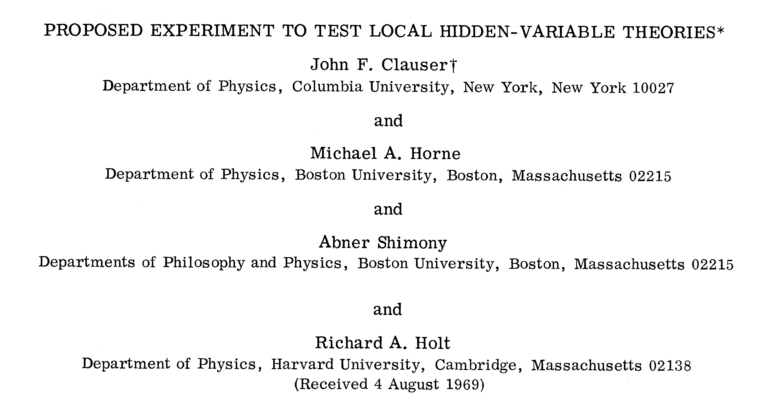 PROPOSED EXPERIMENT TO TEST LOCAL HIDDEN-VARIABLE THEORIES*
John F. Clauser†
Department of Physics, Columbia University, New York, New York 10027
and
Michael A. Horne
Department of Physics, Boston University, Boston, Massachusetts 02215
and
Abner Shimony
Departments of Philosophy and Physics, Boston University, Boston, Massachusetts 02215
and
Richard A. Holt
Department of Physics, Harvard University, Cambridge, Massachusetts 02138
(Received 4 August 1969)